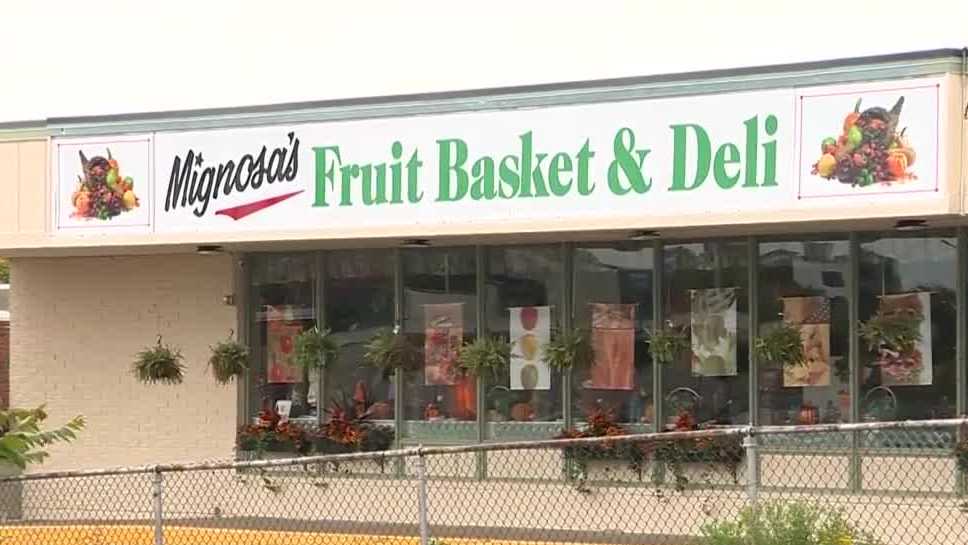 Mignosa's Fruit Basket & Deli